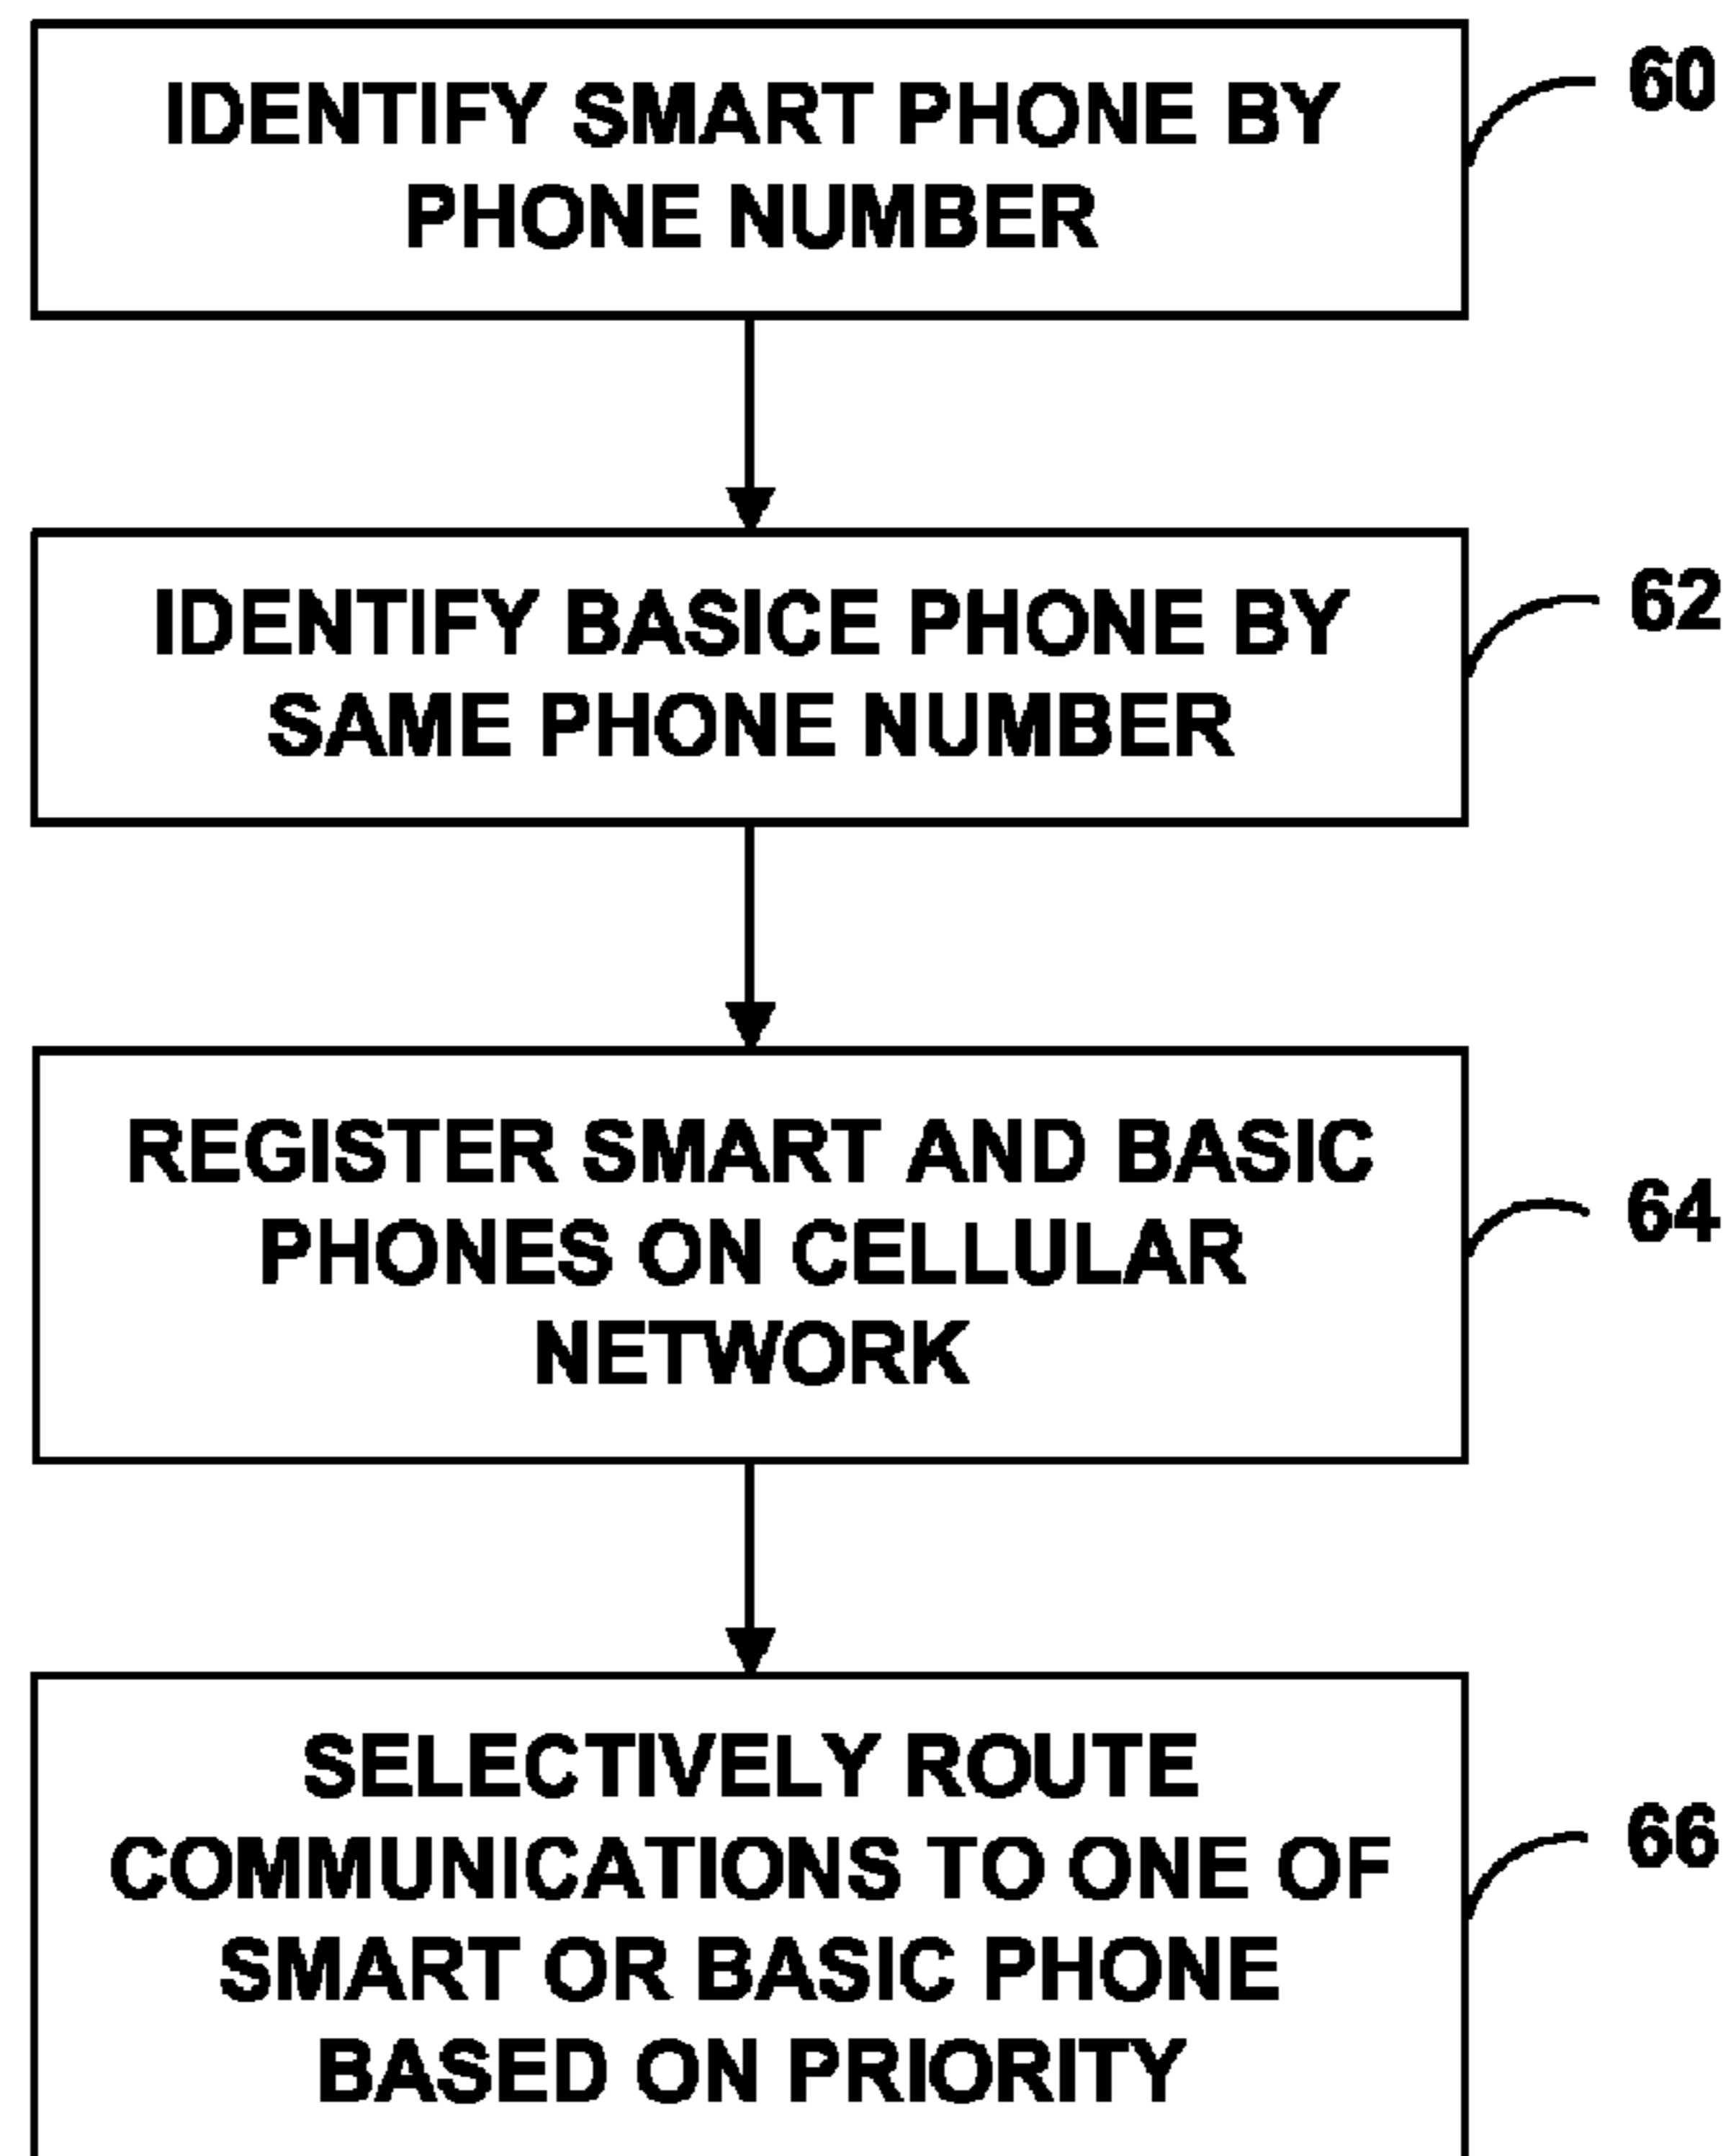 IDENTIFY SMART PHONE BY
PHONE NUMBER
60
IDENTIFY BASICE PHONE BY
SAME PHONE NUMBER
62
REGISTER SMART AND BASIC
PHONES ON CELLULAR
NETWORK
64
SELECTIVELY ROUTE
COMMUNICATIONS TO ONE OF
SMART OR BASIC PHONE
BASED ON PRIORITY
66